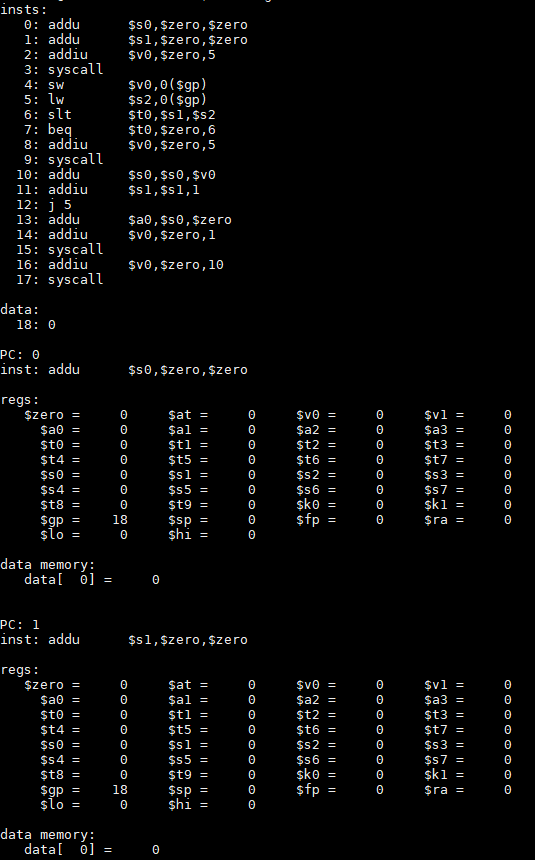 insts:
   0: addu      $s0,$zero,$zero
   1: addu      $s1,$zero,$zero
   2: addiu     $v0,$zero,5
   3: syscall
   4: sw        $v0,0($gp)
   5: lw        $s2,0($gp)
   6: slt       $t0,$s1,$s2
   7: beq       $t0,$zero,6
   8: addiu     $v0,$zero,5
   9: syscall
  10: addu      $s0,$s0,$v0
  11: addiu     $s1,$s1,1
  12: j 5
  13: addu      $a0,$s0,$zero
  14: addiu     $v0,$zero,1
  15: syscall
  16: addiu     $v0,$zero,10
  17: syscall
data:
  18: 0
PC: 0
inst: addu      $s0,$zero,$zero
regs:
   $zero =     0     $at =     0     $v0 =     0     $v1 =     0
     $a0 =     0     $a1 =     0     $a2 =     0     $a3 =     0
     $t0 =     0     $t1 =     0     $t2 =     0     $t3 =     0
     $t4 =     0     $t5 =     0     $t6 =     0     $t7 =     0
     $s0 =     0     $s1 =     0     $s2 =     0     $s3 =     0
     $s4 =     0     $s5 =     0     $s6 =     0     $s7 =     0
     $t8 =     0     $t9 =     0     $k0 =     0     $k1 =     0
     $gp =    18     $sp =     0     $fp =     0     $ra =     0
     $lo =     0     $hi =     0
data memory:
   data[  0] =     0
PC: 1
inst: addu      $s1,$zero,$zero
regs:
   $zero =     0     $at =     0     $v0 =     0     $v1 =     0
     $a0 =     0     $a1 =     0     $a2 =     0     $a3 =     0
     $t0 =     0     $t1 =     0     $t2 =     0     $t3 =     0
     $t4 =     0     $t5 =     0     $t6 =     0     $t7 =     0
     $s0 =     0     $s1 =     0     $s2 =     0     $s3 =     0
     $s4 =     0     $s5 =     0     $s6 =     0     $s7 =     0
     $t8 =     0     $t9 =     0     $k0 =     0     $k1 =     0
     $gp =    18     $sp =     0     $fp =     0     $ra =     0
     $lo =     0     $hi =     0
data memory:
   data[  0] =     0